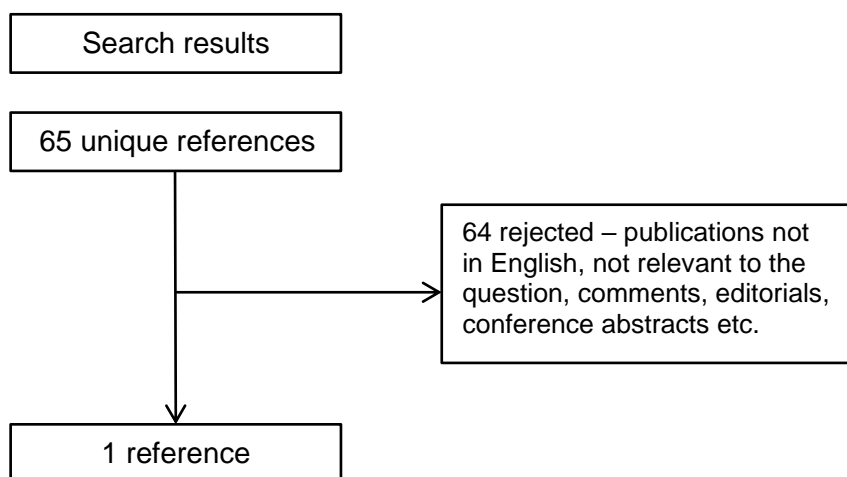 Search results
65 unique references
64 rejected – publications not
in English, not relevant to the
question, comments, editorials,
conference abstracts etc.
1 reference